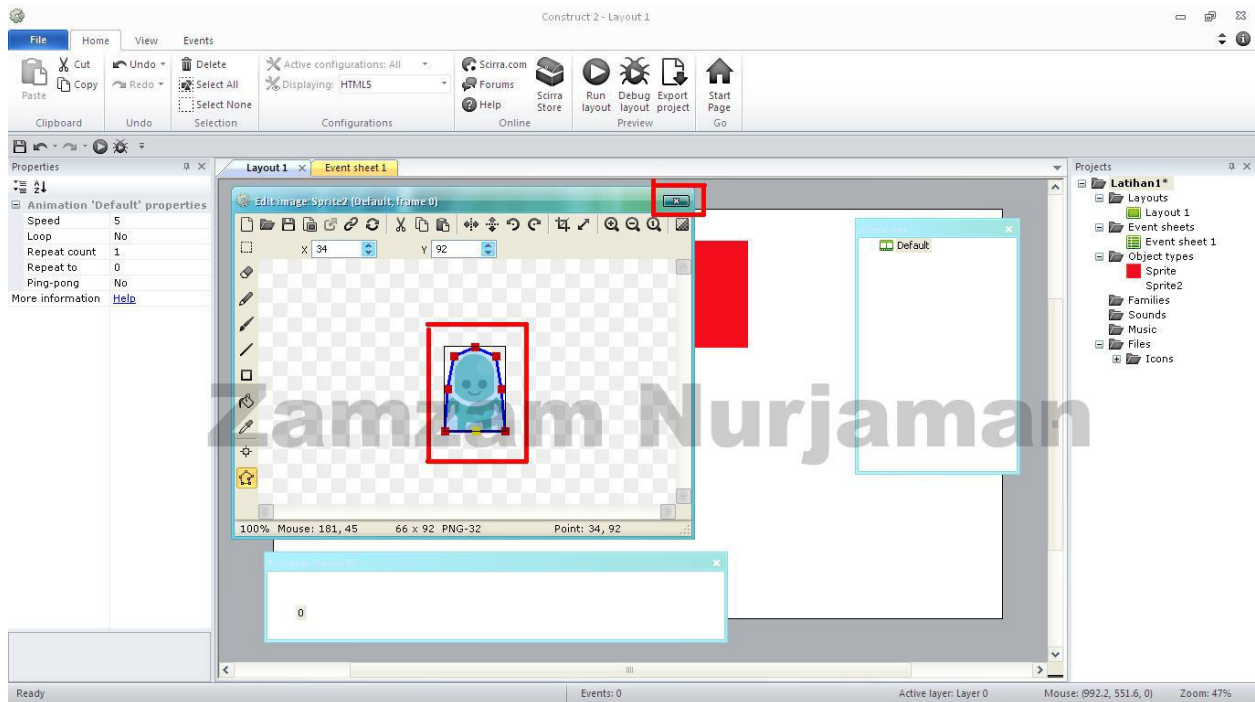 Construct 2 - Layout 1
File Home View Events
Paste
Cut
Copy
Clipboard
Undo
Redo
Undo
Delete
Select All
Select None
Selection
Active configurations: All
Displaying: HTML5
Configurations
Scirra.com
Forums
Help
Scirra Store
Online
Run layout
Debug layout
Export project
Preview
Start Page
Go
Properties
Animation 'Default' properties
Speed 5
Loop No
Repeat count 1
Repeat to 0
Ping-pong No
More information Help
Layout 1
Event sheet 1
Edit image: Sprite2 (Default, frame 0)
X 34 Y 92
100% Mouse: 181, 45 66 x 92 PNG-32 Point: 34, 92
Default
0
Zamzam Nurjaman
Projects
Latihan1*
Layouts
Layout 1
Event sheets
Event sheet 1
Object types
Sprite
Sprite2
Families
Sounds
Music
Files
Icons
Ready
Events: 0
Active layer: Layer 0
Mouse: (992.2, 551.6, 0)
Zoom: 47%